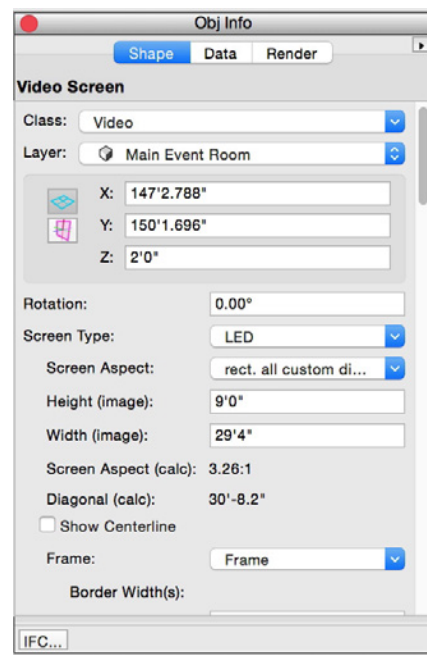 Obj Info
Shape Data Render
Video Screen
Class: Video
Layer: Main Event Room
X: 147'2.788"
Y: 150'1.696"
Z: 2'0"
Rotation: 0.00°
Screen Type: LED
Screen Aspect: rect. all custom di...
Height (image): 9'0"
Width (image): 29'4"
Screen Aspect (calc): 3.26:1
Diagonal (calc): 30'-8.2"
Show Centerline
Frame: Frame
Border Width(s):
IFC...